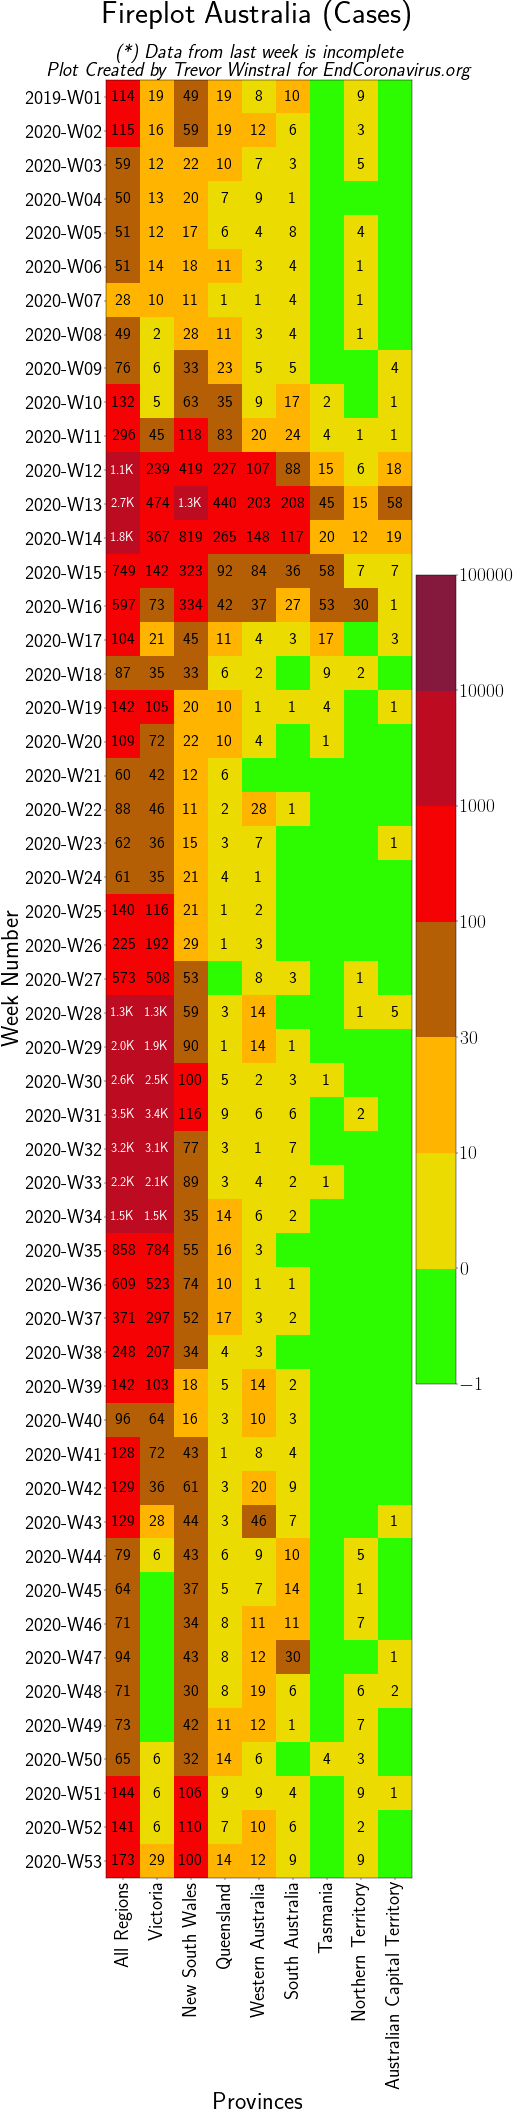 Fireplot Australia (Cases)
(*) Data from last week is incomplete
Plot Created by Trevor Winstral for EndCoronavirus.org
2019-W01 114 19 49 19 8 10 9
2020-W02 115 16 59 19 12 6 3
2020-W03 59 12 22 10 7 3 5
2020-W04 50 13 20 7 9 1
2020-W05 51 12 17 6 4 8 4
2020-W06 51 14 18 11 3 4 1
2020-W07 28 10 11 1 1 4 1
2020-W08 49 2 28 11 3 4 1
2020-W09 76 6 33 23 5 5 4
2020-W10 132 5 63 35 9 17 2 1
2020-W11 296 45 118 83 20 24 4 1 1
2020-W12 1.1K 239 419 227 107 88 15 6 18
2020-W13 2.7K 474 1.3K 440 203 208 45 15 58
2020-W14 1.8K 367 819 265 148 117 20 12 19
2020-W15 749 142 323 92 84 36 58 7 7
2020-W16 597 73 334 42 37 27 53 30 1
2020-W17 104 21 45 11 4 3 17 3
2020-W18 87 35 33 6 2 9 2
2020-W19 142 105 20 10 1 1 4 1
2020-W20 109 72 22 10 4 1
2020-W21 60 42 12 6
2020-W22 88 46 11 2 28 1
2020-W23 62 36 15 3 7 1
2020-W24 61 35 21 4 1
2020-W25 140 116 21 1 2
2020-W26 225 192 29 1 3
2020-W27 573 508 53 8 3 1
2020-W28 1.3K 1.3K 59 3 14 1 5
2020-W29 2.0K 1.9K 90 1 14 1
2020-W30 2.6K 2.5K 100 5 2 3 1
2020-W31 3.5K 3.4K 116 9 6 6 2
2020-W32 3.2K 3.1K 77 3 1 7
2020-W33 2.2K 2.1K 89 3 4 2 1
2020-W34 1.5K 1.5K 35 14 6 2
2020-W35 858 784 55 16 3
2020-W36 609 523 74 10 1 1
2020-W37 371 297 52 17 3 2
2020-W38 248 207 34 4 3
2020-W39 142 103 18 5 14 2
2020-W40 96 64 16 3 10 3
2020-W41 128 72 43 1 8 4
2020-W42 129 36 61 3 20 9
2020-W43 129 28 44 3 46 7 1
2020-W44 79 6 43 6 9 10 5
2020-W45 64 37 5 7 14 1
2020-W46 71 34 8 11 11 7
2020-W47 94 43 8 12 30 1
2020-W48 71 30 8 19 6 6 2
2020-W49 73 42 11 12 1 7
2020-W50 65 6 32 14 6 4 3
2020-W51 144 6 106 9 9 4 9 1
2020-W52 141 6 110 7 10 6 2
2020-W53 173 29 100 14 12 9 9
Week Number
All Regions
Victoria
New South Wales
Queensland
Western Australia
South Australia
Tasmania
Northern Territory
Australian Capital Territory
Provinces
100000
10000
1000
100
30
10
0
−1